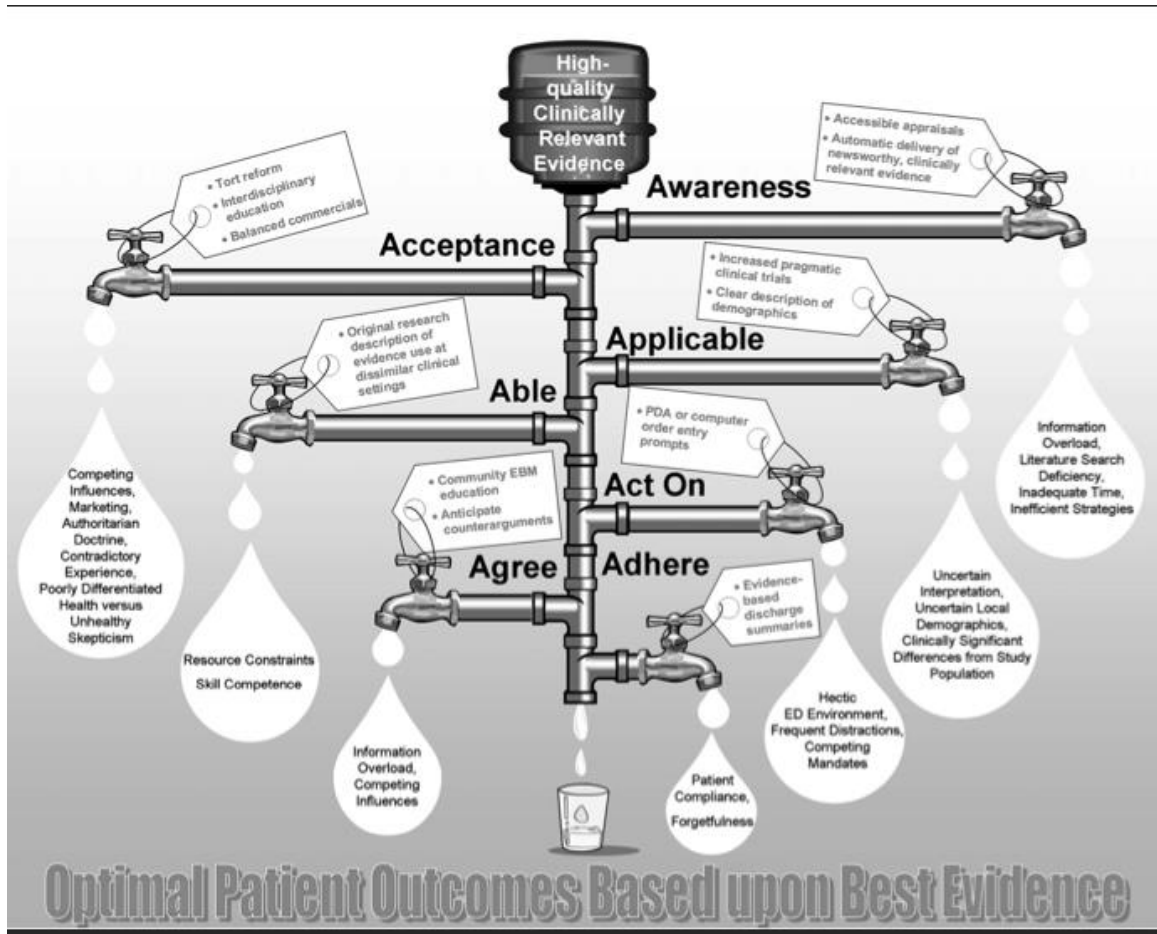 High-
quality
Clinically
Relevant
Evidence
Awareness
• Accessible appraisals
• Automatic delivery of
newsworthy, clinically
relevant evidence
Information
Overload,
Literature Search
Deficiency,
Inadequate Time,
Inefficient Strategies
Acceptance
• Tort reform
• Interdisciplinary
education
• Balanced commercials
Competing
Influences,
Marketing,
Authoritarian
Doctrine,
Contradictory
Experience,
Poorly Differentiated
Health versus
Unhealthy
Skepticism
Applicable
• Increased pragmatic
clinical trials
• Clear description of
demographics
Uncertain
Interpretation,
Uncertain Local
Demographics,
Clinically Significant
Differences from Study
Population
Able
• Original research
description of
evidence use at
dissimilar clinical
settings
Resource Constraints
Skill Competence
Act On
• PDA or computer
order entry
prompts
Hectic
ED Environment,
Frequent Distractions,
Competing
Mandates
Agree
• Community EBM
education
• Anticipate
counterarguments
Information
Overload,
Competing
Influences
Adhere
• Evidence-
based
discharge
summaries
Patient
Compliance,
Forgetfulness
Optimal Patient Outcomes Based upon Best Evidence